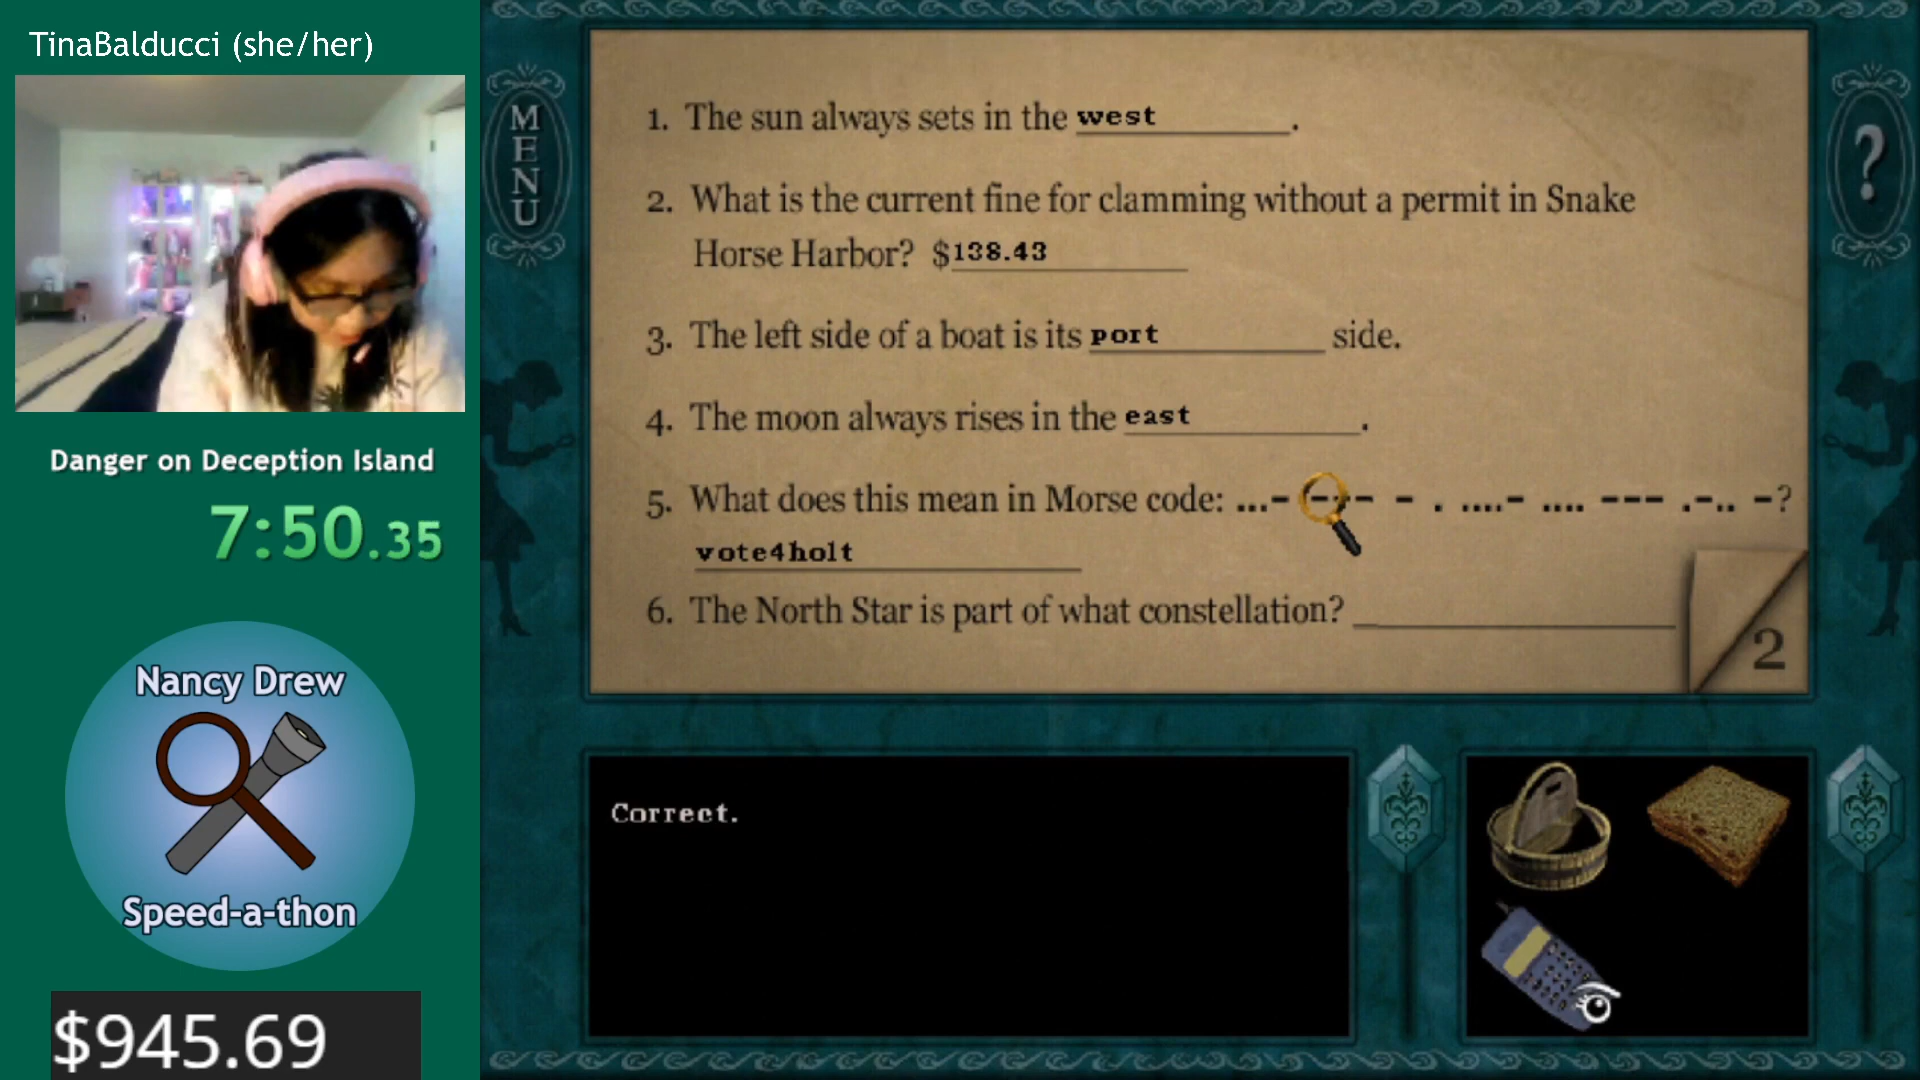 TinaBalducci (she/her)
Danger on Deception Island
7:50.35
Nancy Drew
Speed-a-thon
$945.69
MENU
?
1. The sun always sets in the west.
2. What is the current fine for clamming without a permit in Snake
Horse Harbor? $138.43
3. The left side of a boat is its port side.
4. The moon always rises in the east.
5. What does this mean in Morse code: ...- --- - . ....- .... --- .-.. -?
vote4holt
6. The North Star is part of what constellation?
2
Correct.